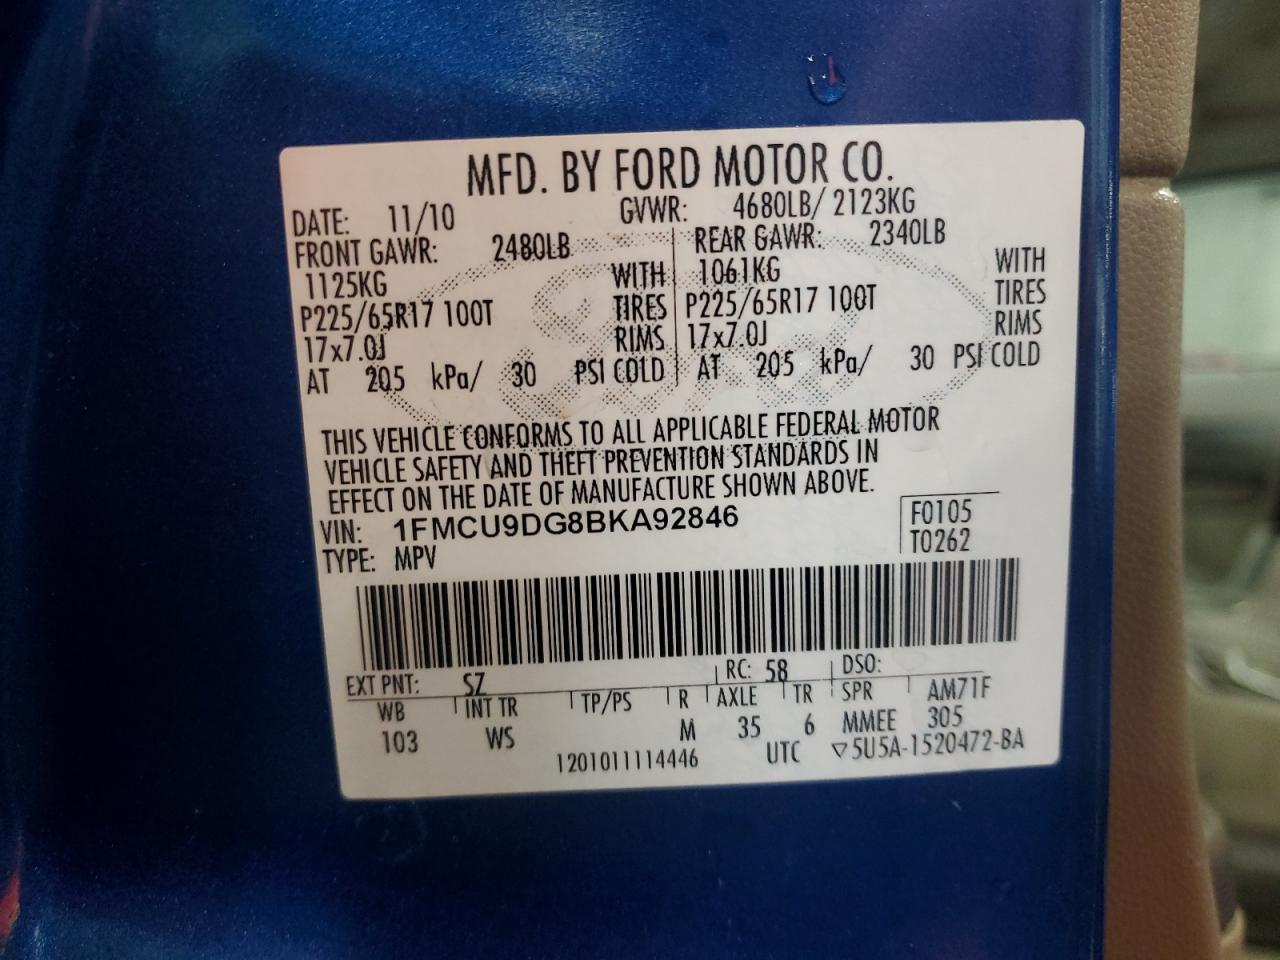 MFD. BY FORD MOTOR CO.
DATE: 11/10 GVWR: 4680LB/ 2123KG
FRONT GAWR: 2480LB REAR GAWR: 2340LB
1125KG WITH 1061KG WITH
P225/65R17 100T TIRES P225/65R17 100T TIRES
17x7.0J RIMS 17x7.0J RIMS
AT 205 kPa/ 30 PSI COLD AT 205 kPa/ 30 PSI COLD
THIS VEHICLE CONFORMS TO ALL APPLICABLE FEDERAL MOTOR
VEHICLE SAFETY AND THEFT PREVENTION STANDARDS IN
EFFECT ON THE DATE OF MANUFACTURE SHOWN ABOVE.
VIN: 1FMCU9DG8BKA92846 F0105
TYPE: MPV T0262
EXT PNT: SZ RC: 58 DSO:
WB INT TR TP/PS R AXLE TR SPR AM71F
103 WS M 35 6 MMEE 305
1201011114446 UTC ▽5U5A-1520472-BA